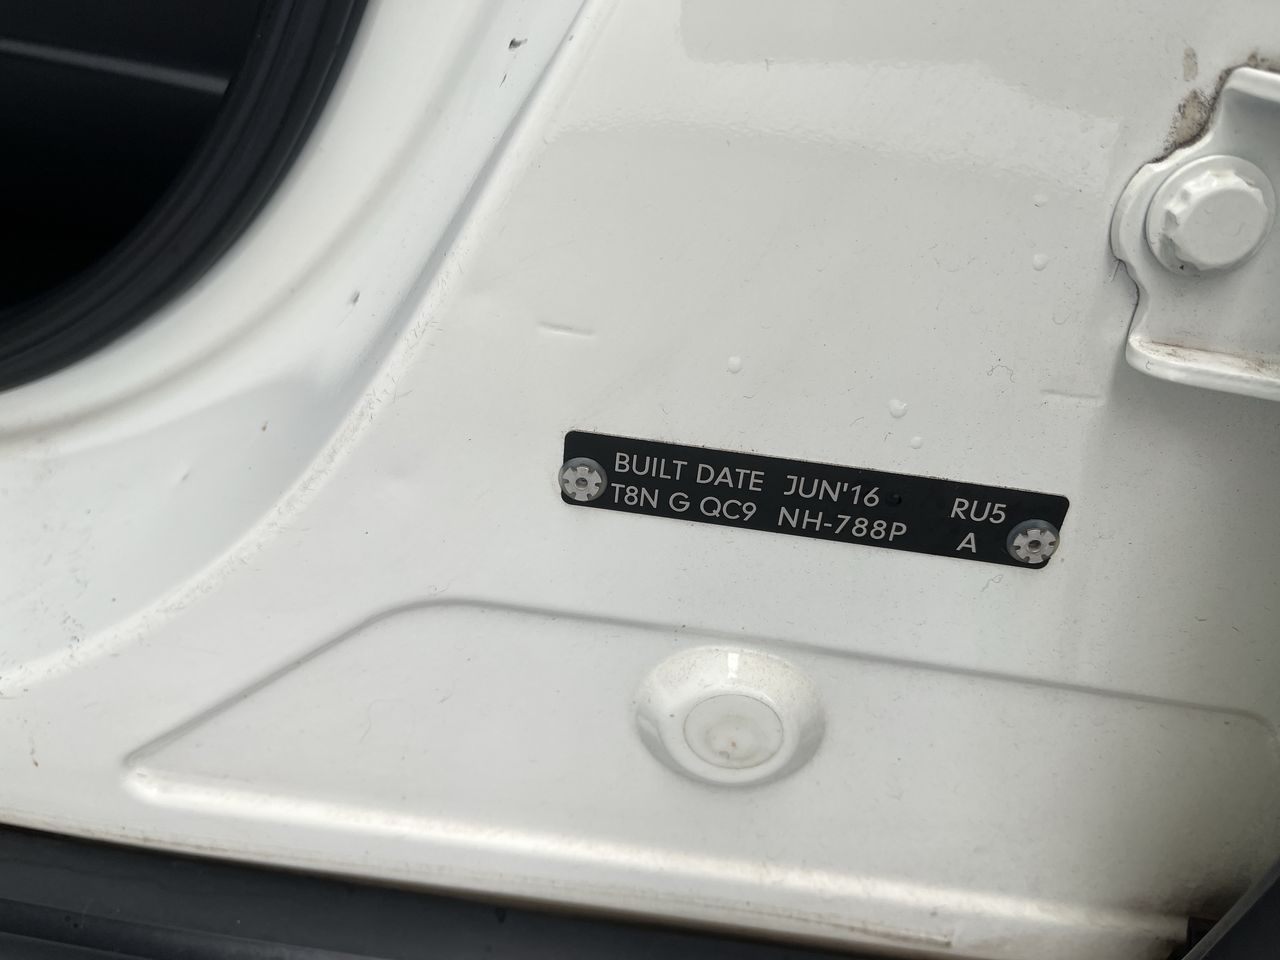 BUILT DATE JUN'16 RU5
T8N G QC9 NH-788P A